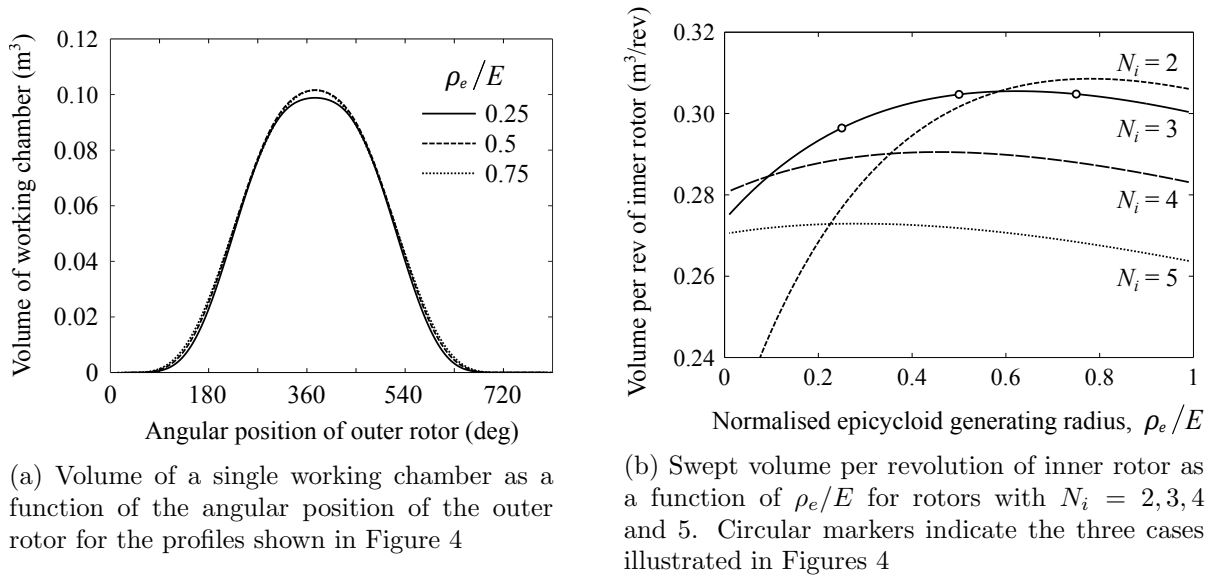 Volume of working chamber (m³)
0.12
0.10
0.08
0.06
0.04
0.02
0
0
180
360
540
720
Angular position of outer rotor (deg)
ρₑ/E
0.25
0.5
0.75
(a) Volume of a single working chamber as a
function of the angular position of the outer
rotor for the profiles shown in Figure 4
Volume per rev of inner rotor (m³/rev)
0.32
0.30
0.28
0.26
0.24
0
0.2
0.4
0.6
0.8
1
Normalised epicycloid generating radius, ρₑ/E
Nᵢ = 2
Nᵢ = 3
Nᵢ = 4
Nᵢ = 5
(b) Swept volume per revolution of inner rotor as
a function of ρₑ/E for rotors with Nᵢ = 2, 3, 4
and 5. Circular markers indicate the three cases
illustrated in Figures 4